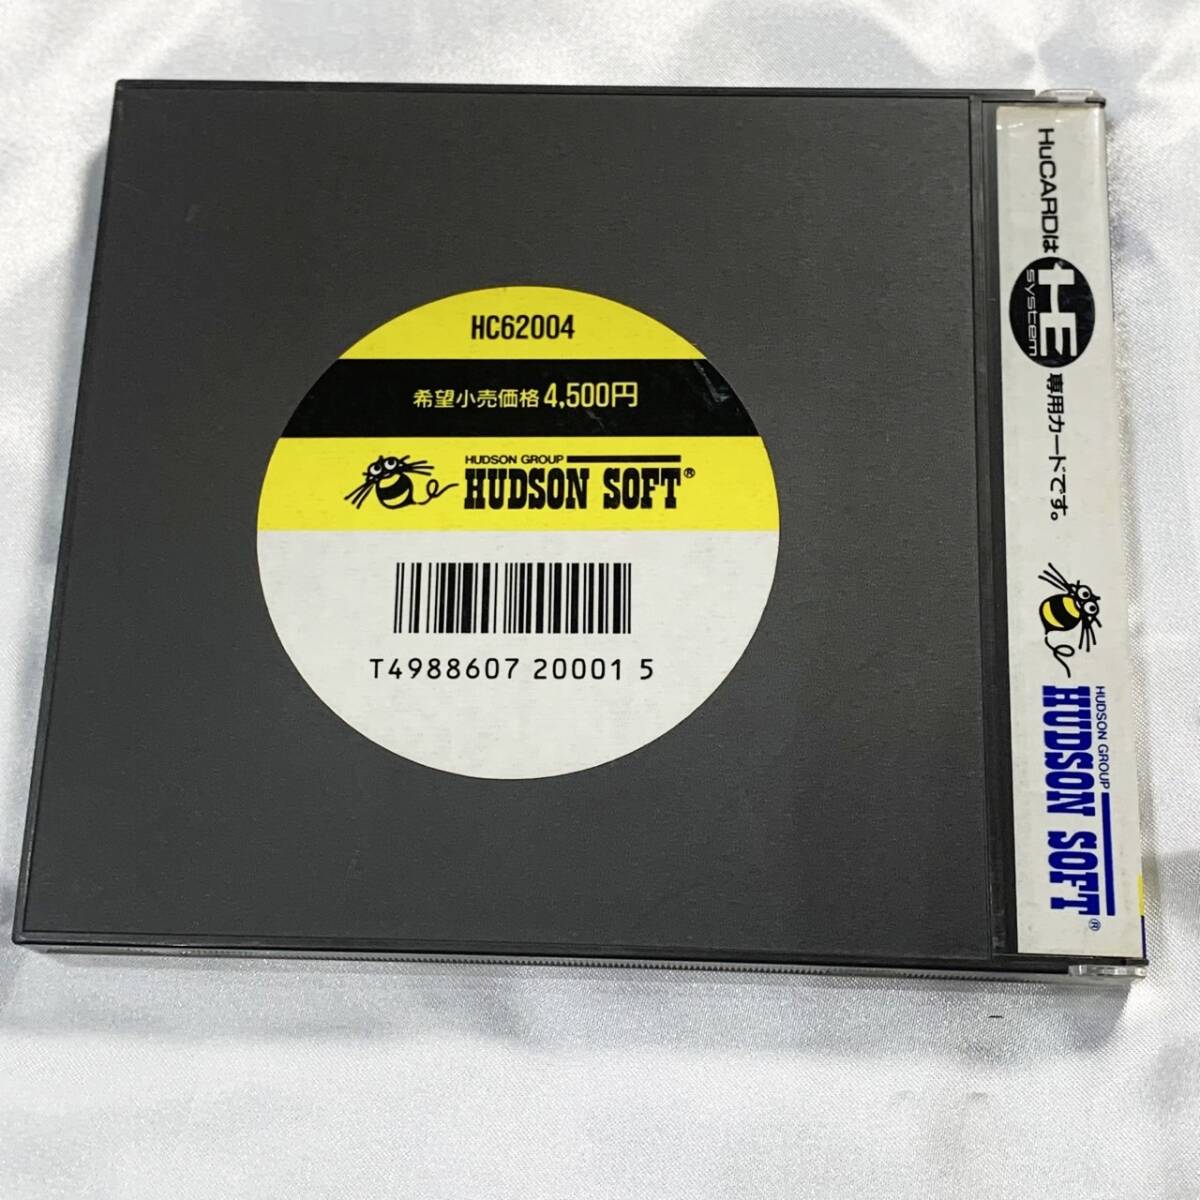 HC62004
希望小売価格 4,500円
HUDSON GROUP
HUDSON SOFT®
T4988607 20001 5
HuCARDは HE system 専用カードです。
HUDSON GROUP
HUDSON SOFT®